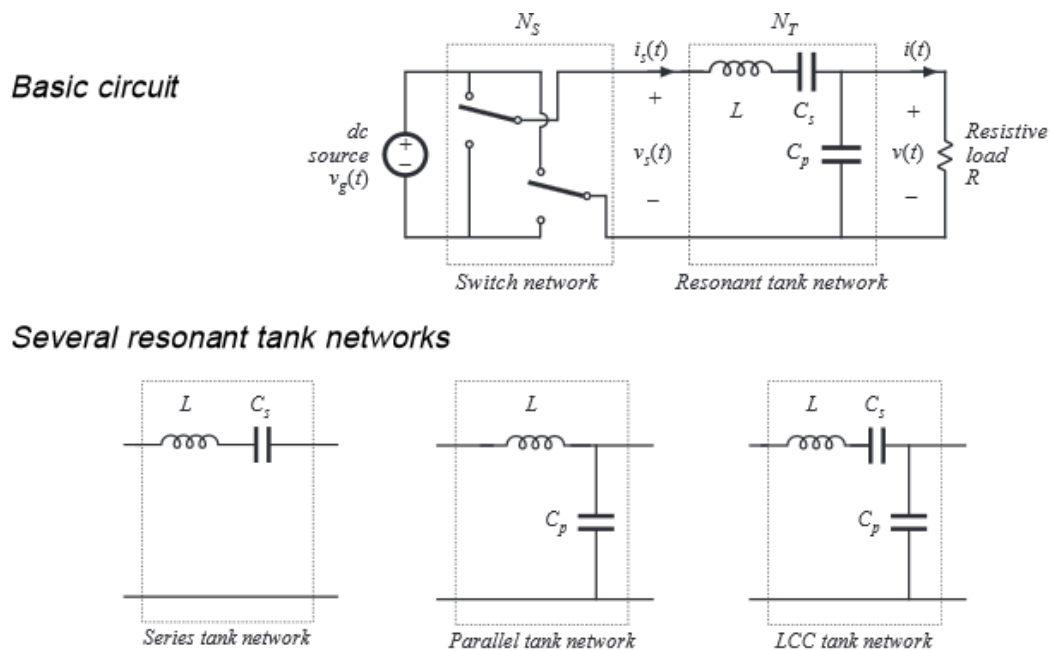 Basic circuit
N_S
N_T
i_s(t)
i(t)
+
+
L
C_s
dc
source
v_g(t)
+
–
v_s(t)
C_p
v(t)
Resistive
load
R
–
–
Switch network
Resonant tank network
Several resonant tank networks
L
C_s
L
L
C_s
C_p
C_p
Series tank network
Parallel tank network
LCC tank network